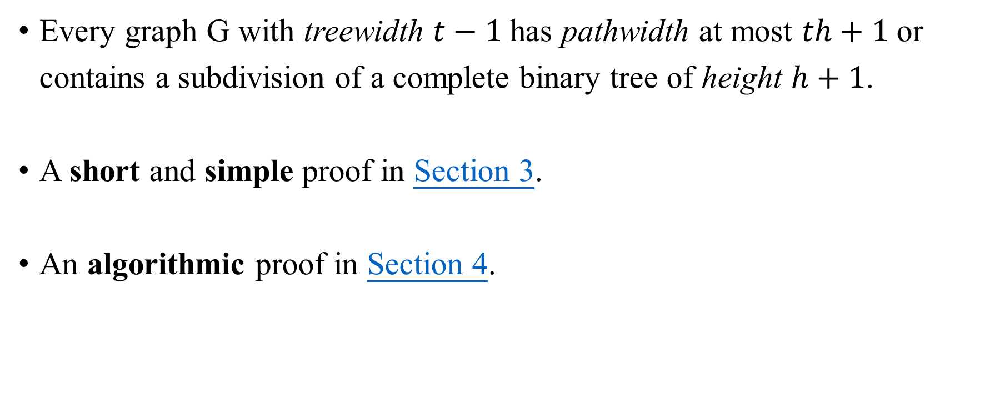 • Every graph G with treewidth t − 1 has pathwidth at most th + 1 or
contains a subdivision of a complete binary tree of height h + 1.
• A short and simple proof in Section 3.
• An algorithmic proof in Section 4.